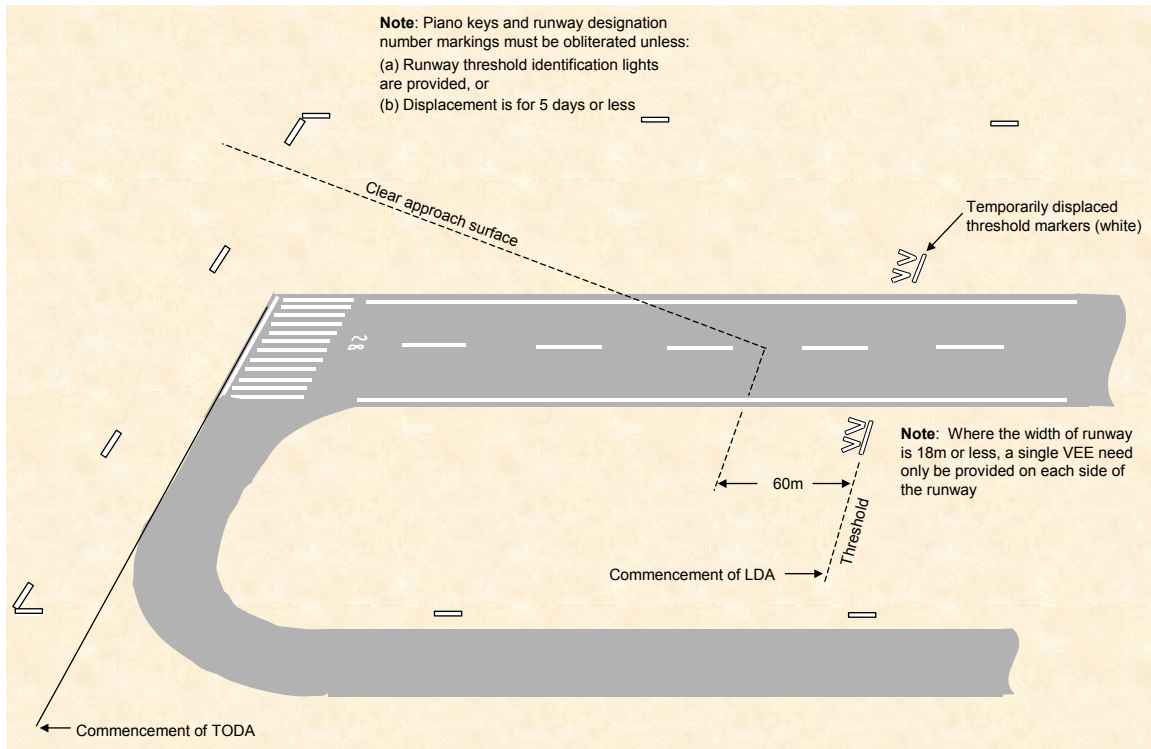 Note: Piano keys and runway designation
number markings must be obliterated unless:
(a) Runway threshold identification lights
are provided, or
(b) Displacement is for 5 days or less
Clear approach surface
Temporarily displaced
threshold markers (white)
28
Note: Where the width of runway
is 18m or less, a single VEE need
only be provided on each side of
the runway
60m
Threshold
Commencement of LDA
Commencement of TODA